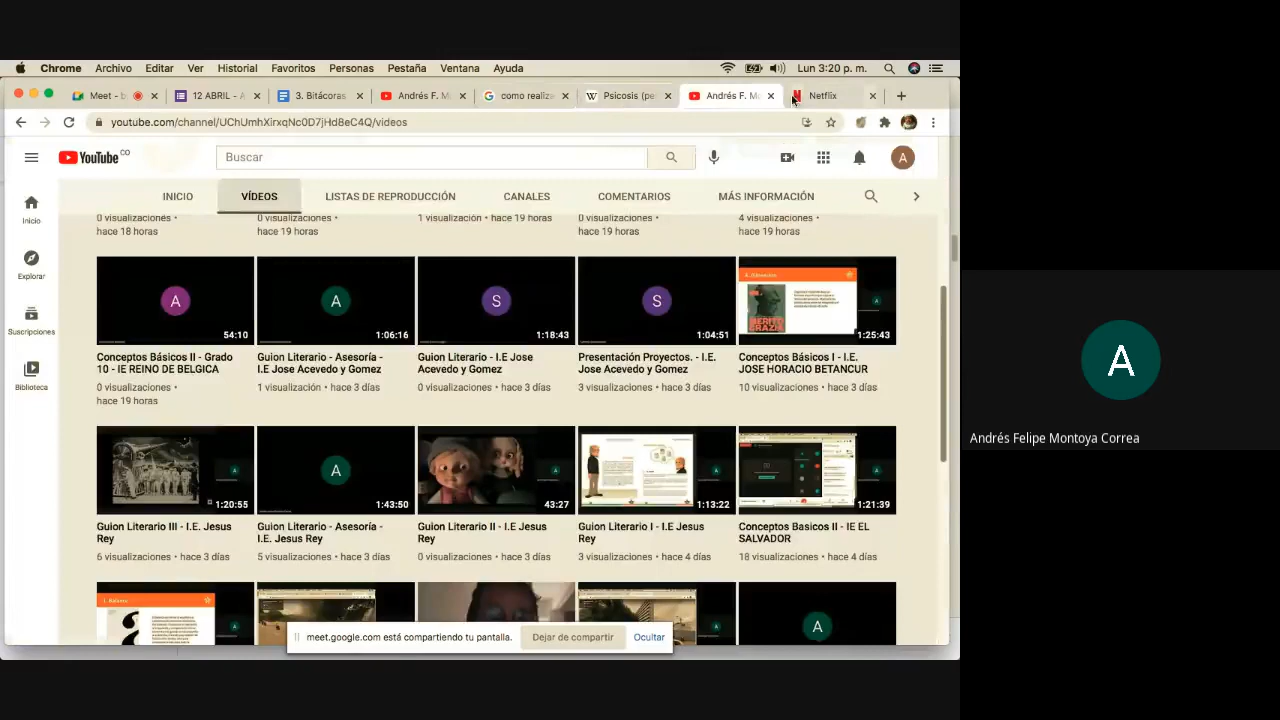 Chrome Archivo Editar Ver Historial Favoritos Personas Pestaña Ventana Ayuda Lun 3:20 p. m.
Meet - b 12 ABRIL - A 3. Bitácoras Andrés F. M como realiza Psicosis (pe Andrés F. Mo Netflix
youtube.com/channel/UChUmhXirxqNc0D7jHd8eC4Q/videos
YouTube CO Buscar A
INICIO VÍDEOS LISTAS DE REPRODUCCIÓN CANALES COMENTARIOS MÁS INFORMACIÓN
Inicio
Explorar
Suscripciones
Biblioteca
0 visualizaciones • 0 visualizaciones • 1 visualización • hace 19 horas 0 visualizaciones • 4 visualizaciones •
hace 18 horas hace 19 horas hace 19 horas hace 19 horas
A A S S
54:10 1:06:16 1:18:43 1:04:51 1:25:43
Conceptos Básicos II - Grado Guion Literario - Asesoría - Guion Literario - I.E Jose Presentación Proyectos. - I.E. Conceptos Básicos I - I.E.
10 - IE REINO DE BELGICA I.E Jose Acevedo y Gomez Acevedo y Gomez Jose Acevedo y Gomez JOSE HORACIO BETANCUR
0 visualizaciones • 1 visualización • hace 3 días 3 visualizaciones • hace 3 días 3 visualizaciones • hace 3 días 10 visualizaciones • hace 3 días
hace 19 horas
A
1:20:55 1:43:50 43:27 1:13:22 1:21:39
Guion Literario III - I.E. Jesus Guion Literario - Asesoría - Guion Literario II - I.E Jesus Guion Literario I - I.E Jesus Conceptos Basicos II - IE EL
Rey I.E. Jesus Rey Rey Rey SALVADOR
6 visualizaciones • hace 3 días 5 visualizaciones • hace 3 días 0 visualizaciones • hace 3 días 3 visualizaciones • hace 4 días 18 visualizaciones • hace 4 días
A
meet.google.com está compartiendo tu pantalla. Dejar de compartir Ocultar
A
Andrés Felipe Montoya Correa